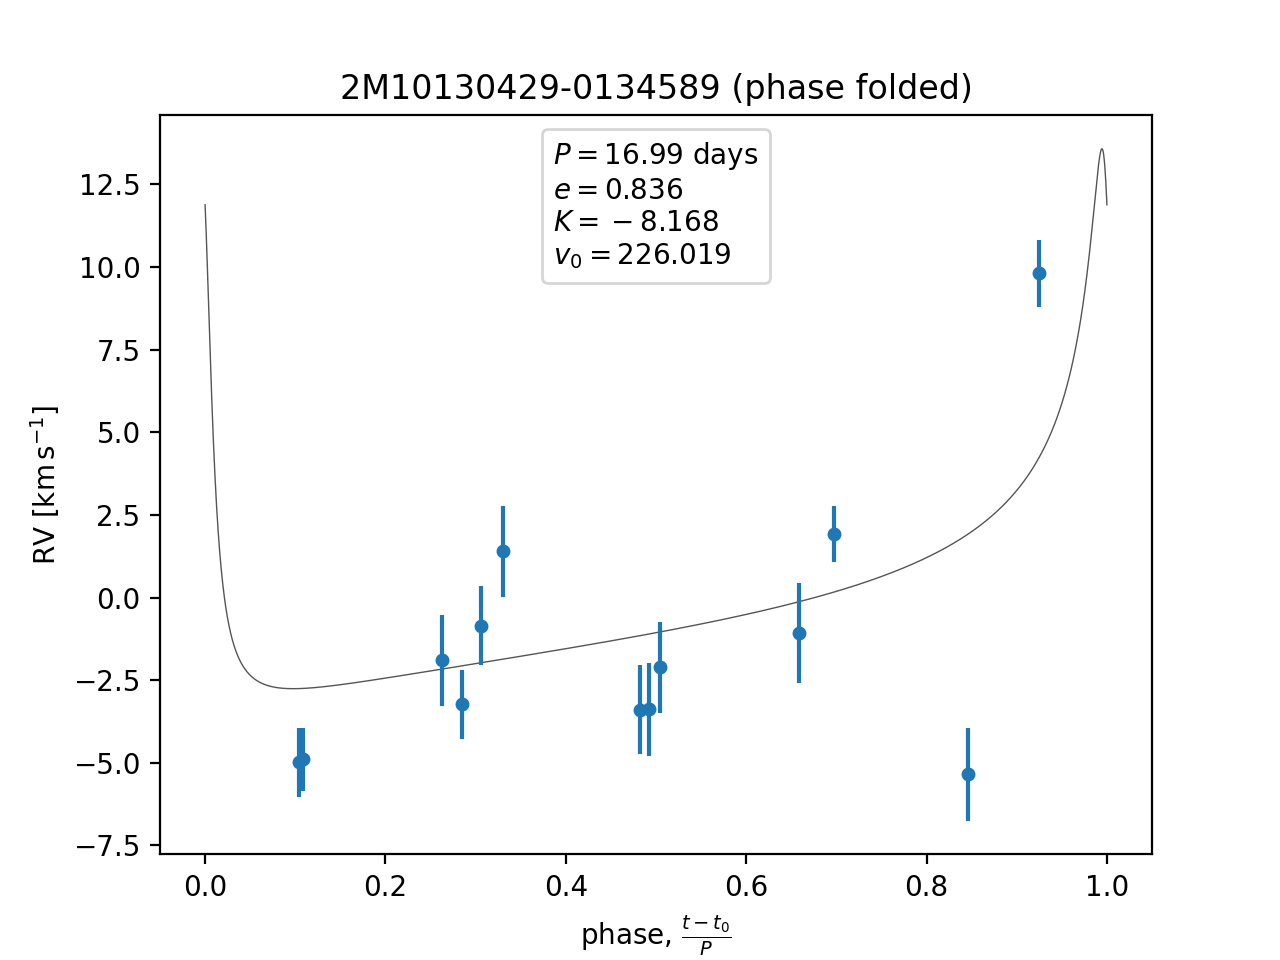 2M10130429-0134589 (phase folded)
P = 16.99 days
e = 0.836
K = −8.168
v₀ = 226.019
12.5
10.0
7.5
5.0
2.5
0.0
−2.5
−5.0
−7.5
RV [km s⁻¹]
0.0 0.2 0.4 0.6 0.8 1.0
phase, (t − t₀)/P